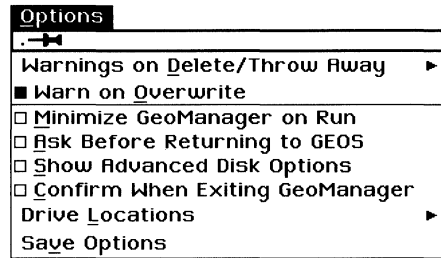 Options
Warnings on Delete/Throw Away
Warn on Overwrite
Minimize GeoManager on Run
Ask Before Returning to GEOS
Show Advanced Disk Options
Confirm When Exiting GeoManager
Drive Locations
Save Options